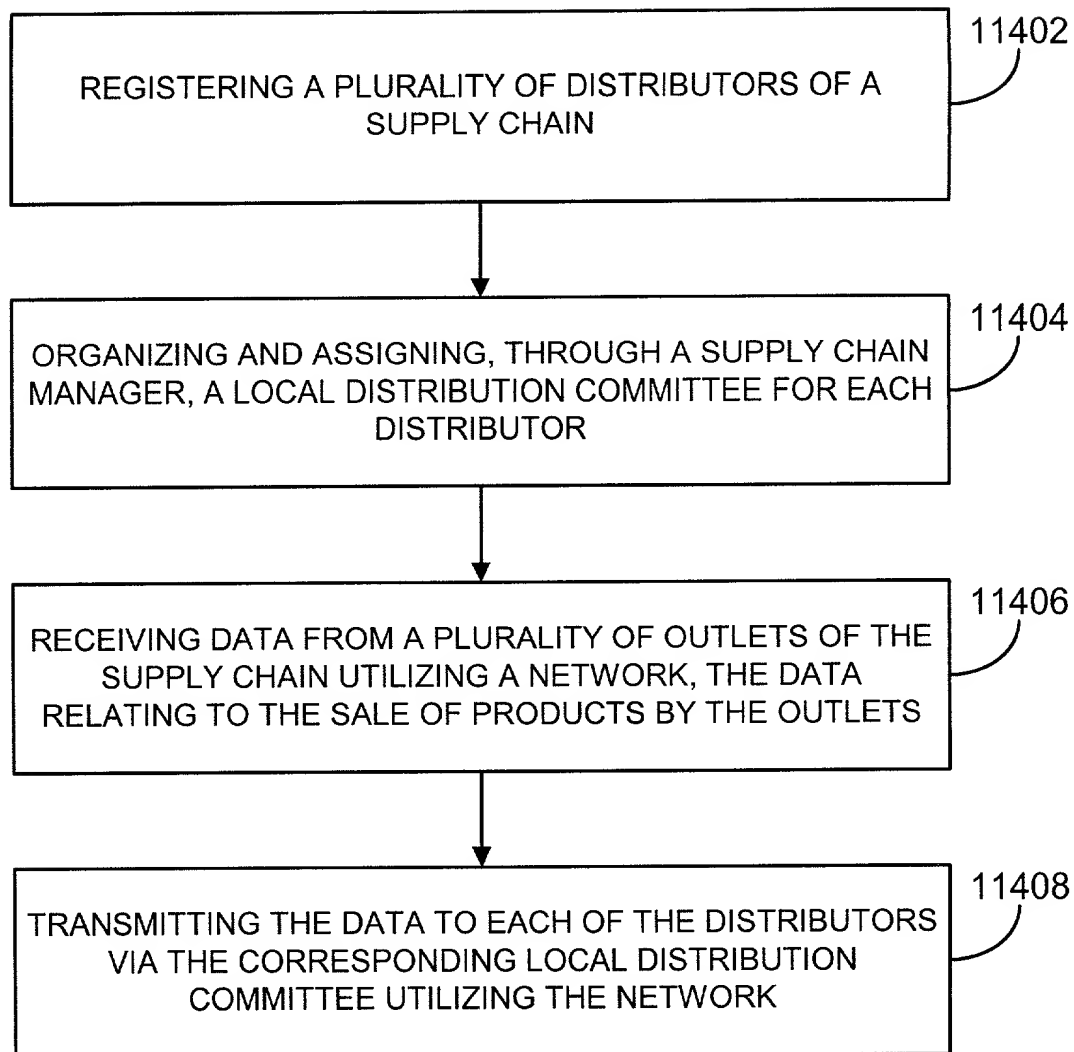 11402
REGISTERING A PLURALITY OF DISTRIBUTORS OF A
SUPPLY CHAIN
11404
ORGANIZING AND ASSIGNING, THROUGH A SUPPLY CHAIN
MANAGER, A LOCAL DISTRIBUTION COMMITTEE FOR EACH
DISTRIBUTOR
11406
RECEIVING DATA FROM A PLURALITY OF OUTLETS OF THE
SUPPLY CHAIN UTILIZING A NETWORK, THE DATA
RELATING TO THE SALE OF PRODUCTS BY THE OUTLETS
11408
TRANSMITTING THE DATA TO EACH OF THE DISTRIBUTORS
VIA THE CORRESPONDING LOCAL DISTRIBUTION
COMMITTEE UTILIZING THE NETWORK